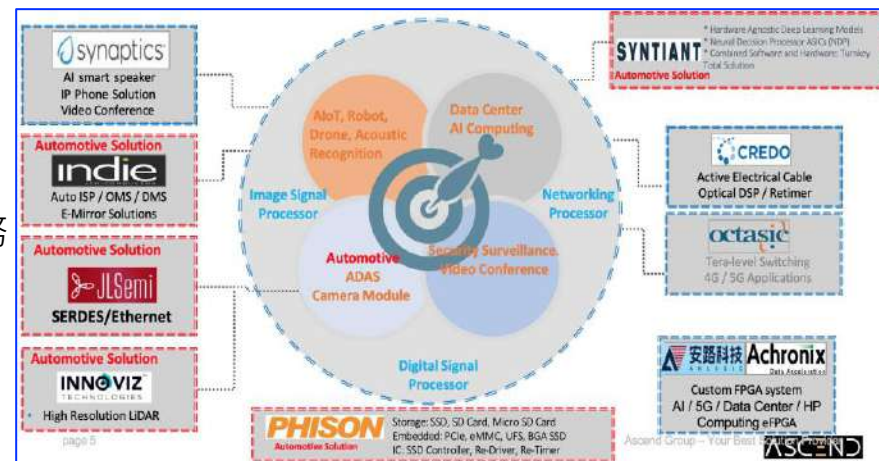 synaptics
AI smart speaker
IP Phone Solution
Video Conference
Automotive Solution
indie
Auto ISP / OMS / DMS
E-Mirror Solutions
Automotive Solution
JLSemi
SERDES/Ethernet
Automotive Solution
INNOVIZ
TECHNOLOGIES
• High Resolution LiDAR
page 5
AIoT, Robot,
Drone, Acoustic
Recognition
Data Center
AI Computing
Image Signal
Processor
Networking
Processor
Automotive
ADAS
Camera Module
Security Surveillance.
Video Conference
Digital Signal
Processor
PHISON
Automotive Solution
Storage: SSD, SD Card, Micro SD Card
Embedded: PCIe, eMMC, UFS, BGA SSD
IC: SSD Controller, Re-Driver, Re-Timer
SYNTIANT
Automotive Solution
* Hardware Agnostic Deep Learning Models
* Neural Decision Processor ASICs (NDP)
* Combined Software and Hardware: Turnkey
Total Solution
CREDO
Active Electrical Cable
Optical DSP / Retimer
octasic
Tera-level Switching
4G / 5G Applications
安路科技
ANLOGIC
Achronix
Data Acceleration
Custom FPGA system
AI / 5G / Data Center / HP
Computing eFPGA
Ascend Group – Your Best Solution Provider
ASCEND